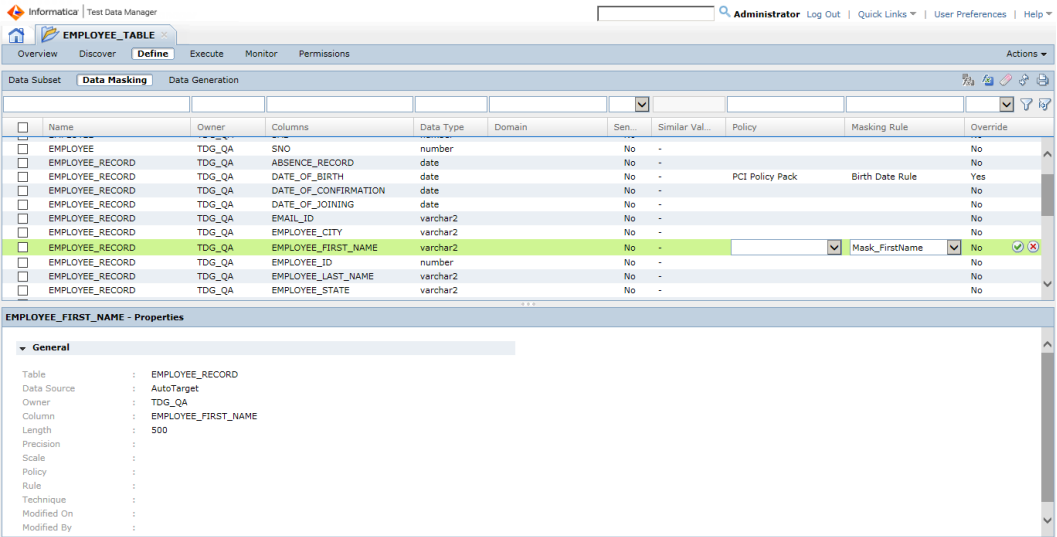 Informatica Test Data Manager
Administrator Log Out | Quick Links | User Preferences | Help
EMPLOYEE_TABLE
Overview Discover Define Execute Monitor Permissions Actions
Data Subset Data Masking Data Generation
Name Owner Columns Data Type Domain Sen... Similar Val... Policy Masking Rule Override
EMPLOYEE TDG_QA SNO number No - No
EMPLOYEE_RECORD TDG_QA ABSENCE_RECORD date No - No
EMPLOYEE_RECORD TDG_QA DATE_OF_BIRTH date No - PCI Policy Pack Birth Date Rule Yes
EMPLOYEE_RECORD TDG_QA DATE_OF_CONFIRMATION date No - No
EMPLOYEE_RECORD TDG_QA DATE_OF_JOINING date No - No
EMPLOYEE_RECORD TDG_QA EMAIL_ID varchar2 No - No
EMPLOYEE_RECORD TDG_QA EMPLOYEE_CITY varchar2 No - No
EMPLOYEE_RECORD TDG_QA EMPLOYEE_FIRST_NAME varchar2 No - Mask_FirstName No
EMPLOYEE_RECORD TDG_QA EMPLOYEE_ID number No - No
EMPLOYEE_RECORD TDG_QA EMPLOYEE_LAST_NAME varchar2 No - No
EMPLOYEE_RECORD TDG_QA EMPLOYEE_STATE varchar2 No - No
EMPLOYEE_FIRST_NAME - Properties
General
Table : EMPLOYEE_RECORD
Data Source : AutoTarget
Owner : TDG_QA
Column : EMPLOYEE_FIRST_NAME
Length : 500
Precision :
Scale :
Policy :
Rule :
Technique :
Modified On :
Modified By :